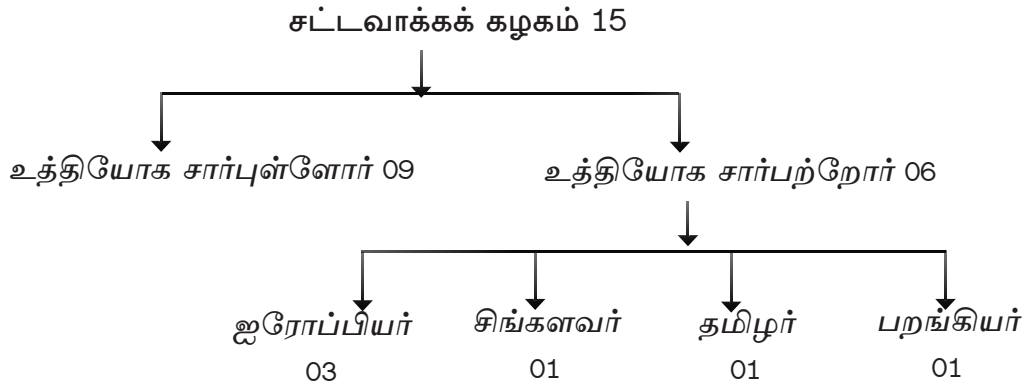 சட்டவாக்கக் கழகம் 15
உத்தியோக சார்புள்ளோர் 09 உத்தியோக சார்பற்றோர் 06
ஐரோப்பியர் சிங்களவர் தமிழர் பறங்கியர்
03 01 01 01